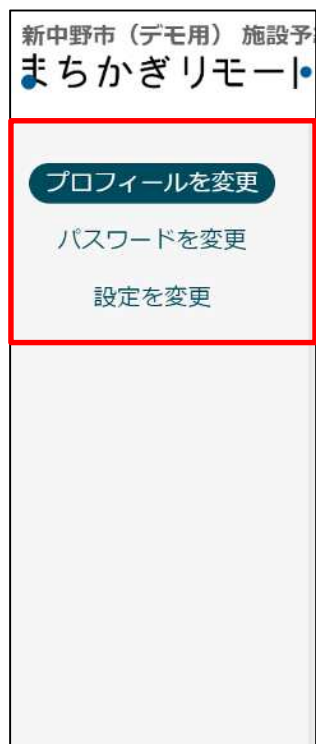 新中野市（デモ用） 施設予
まちかぎリモート
プロフィールを変更
パスワードを変更
設定を変更